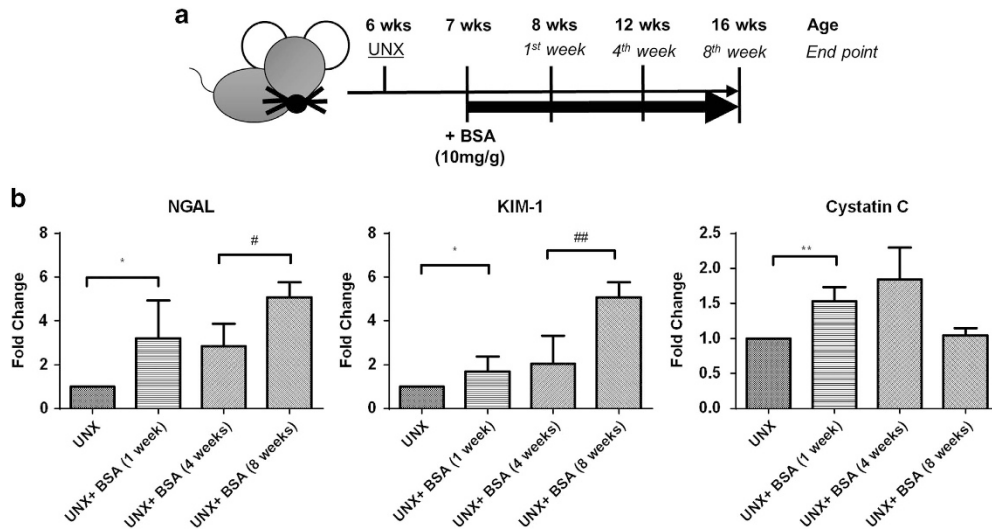 a
6 wks 7 wks 8 wks 12 wks 16 wks Age
UNX 1st week 4th week 8th week End point
+ BSA
(10mg/g)
b
NGAL
Fold Change
8
6
4
2
0
*
#
UNX
UNX+ BSA (1 week)
UNX+ BSA (4 weeks)
UNX+ BSA (8 weeks)
KIM-1
Fold Change
8
6
4
2
0
*
##
UNX
UNX+ BSA (1 week)
UNX+ BSA (4 weeks)
UNX+ BSA (8 weeks)
Cystatin C
Fold Change
2.5
2.0
1.5
1.0
0.5
0.0
**
UNX
UNX+ BSA (1 week)
UNX+ BSA (4 weeks)
UNX+ BSA (8 weeks)